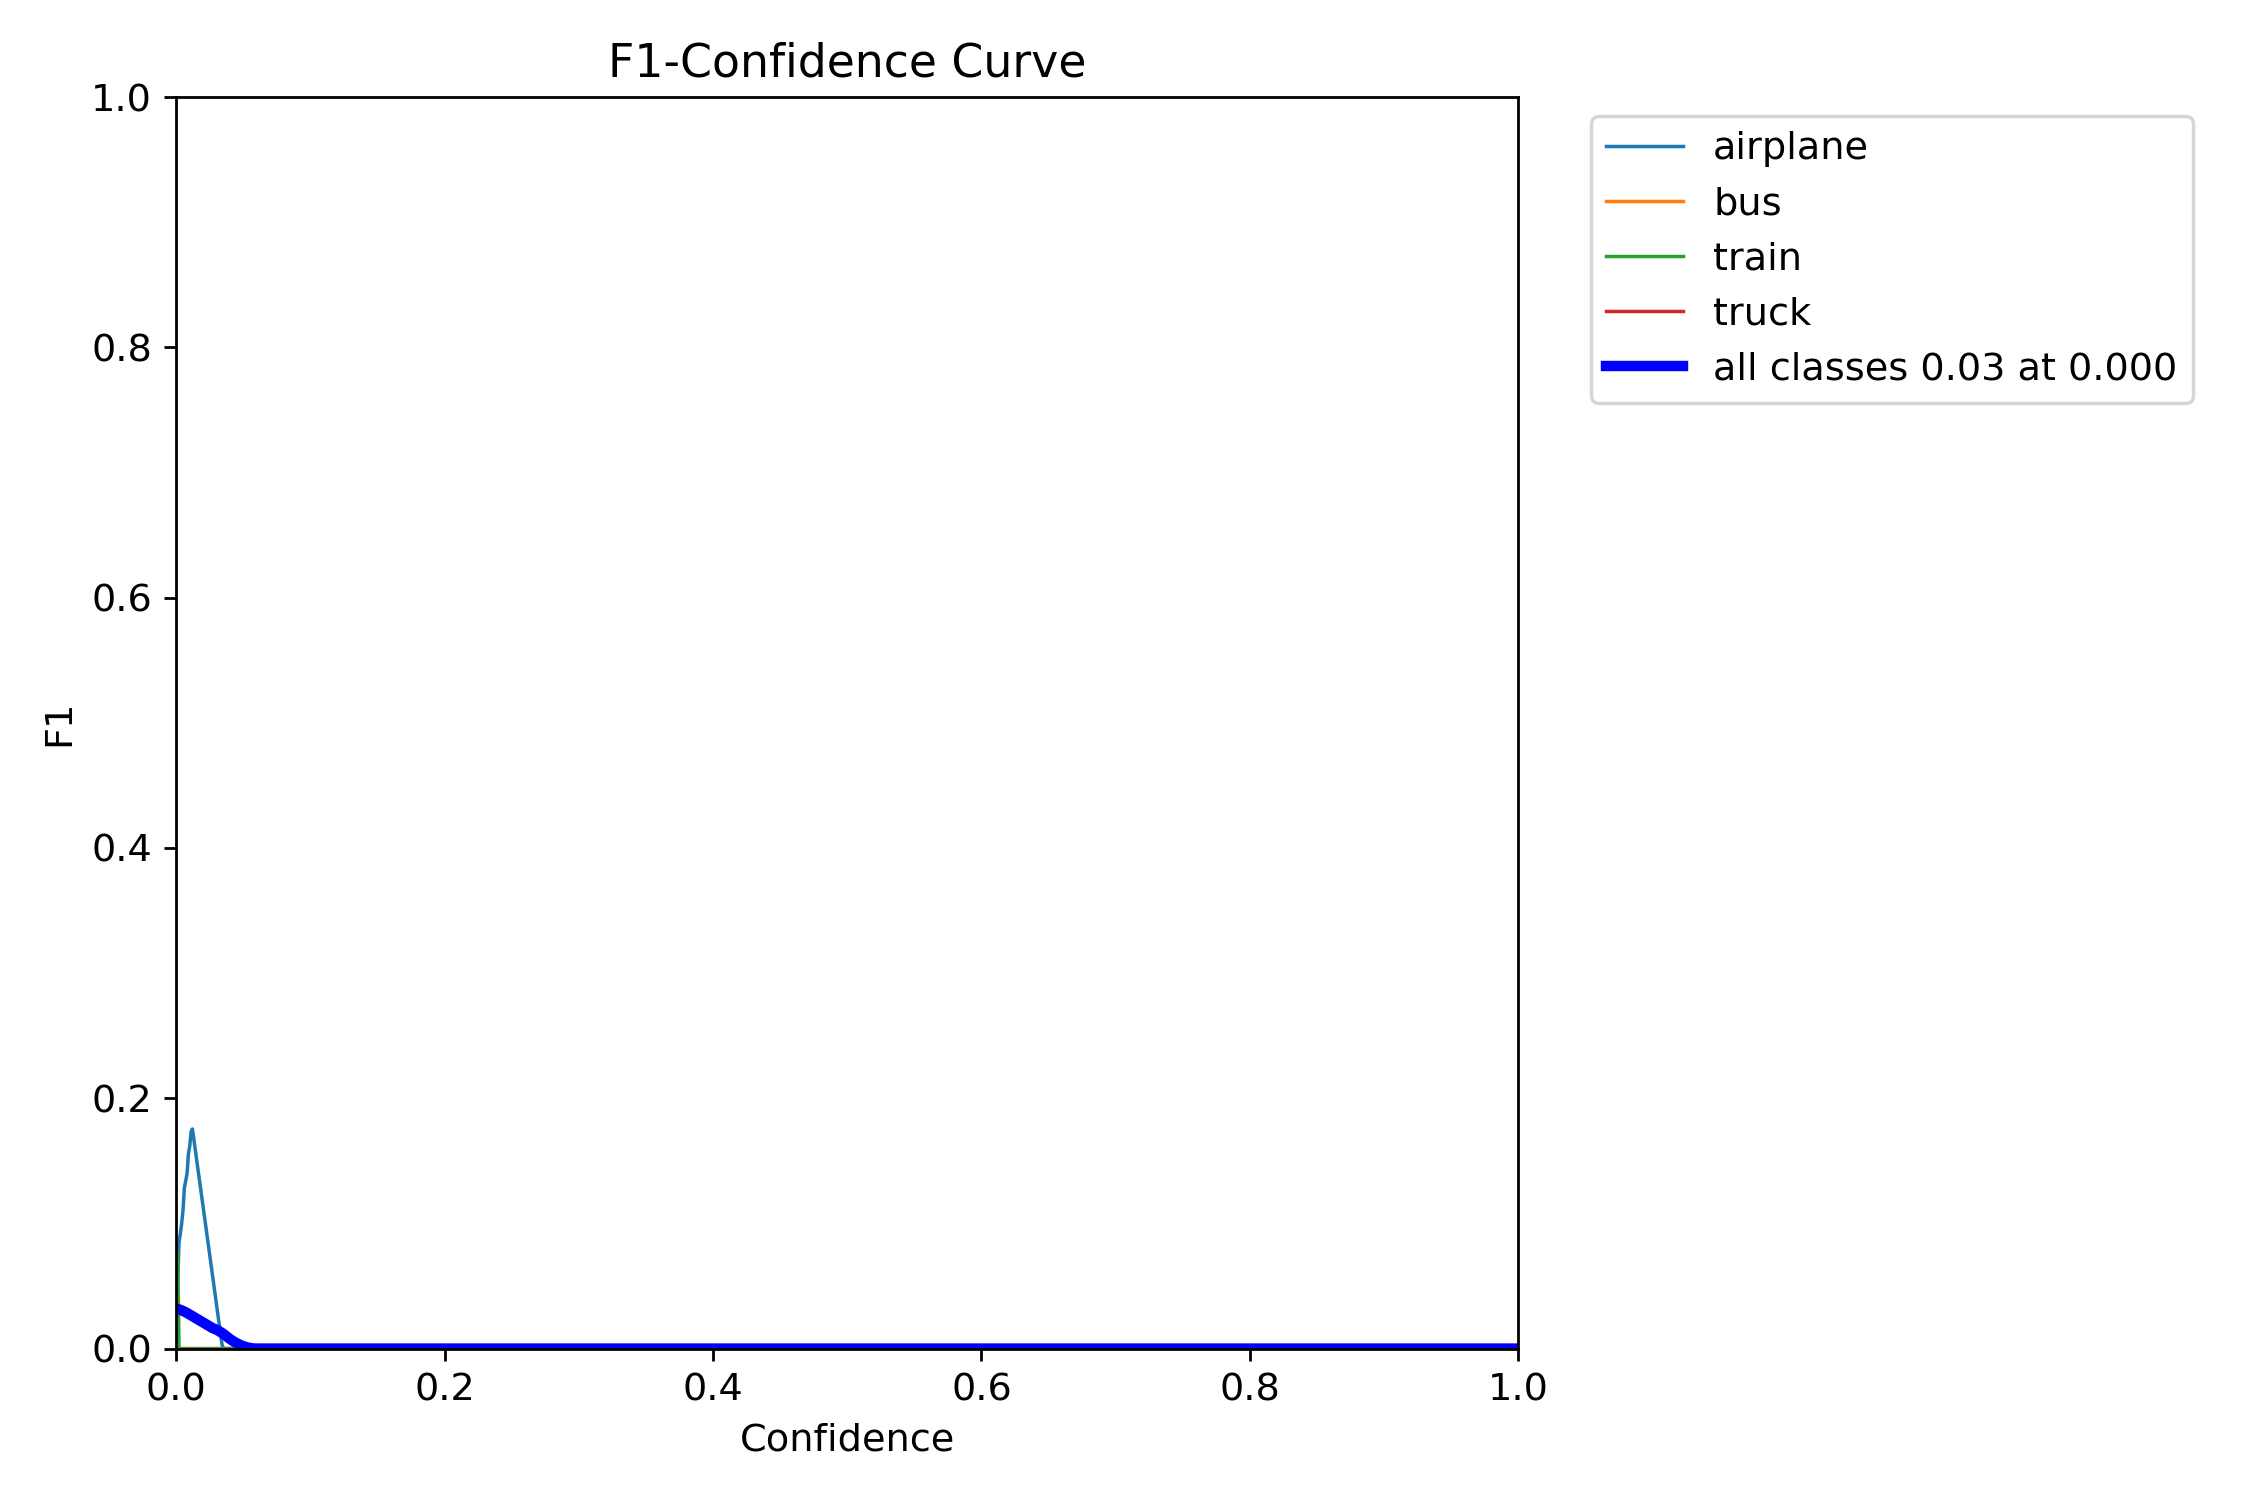 F1-Confidence Curve
1.0
0.8
0.6
0.4
0.2
0.0
F1
0.0 0.2 0.4 0.6 0.8 1.0
Confidence
airplane
bus
train
truck
all classes 0.03 at 0.000